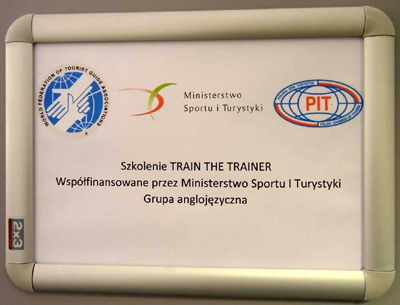 WORLD FEDERATION OF TOURIST GUIDE ASSOCIATIONS
Ministerstwo
Sportu i Turystyki
PIT
Szkolenie TRAIN THE TRAINER
Współfinansowane przez Ministerstwo Sportu I Turystyki
Grupa anglojęzyczna
2x3